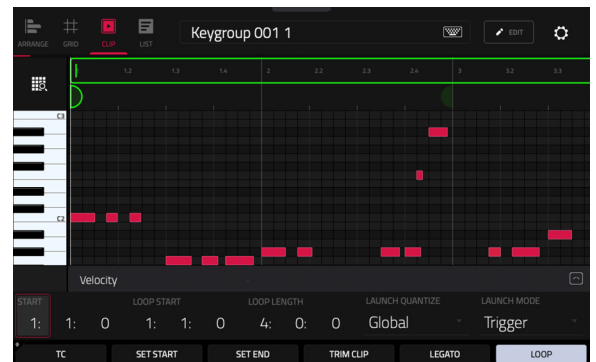 ARRANGE GRID CLIP LIST Keygroup 001 1 EDIT
1 1.2 1.3 1.4 2 2.2 2.3 2.4 3 3.2 3.3
C3
C2
Velocity
START LOOP START LOOP LENGTH LAUNCH QUANTIZE LAUNCH MODE
1: 1: 0 1: 1: 0 4: 0: 0 Global Trigger
TC SET START SET END TRIM CLIP LEGATO LOOP